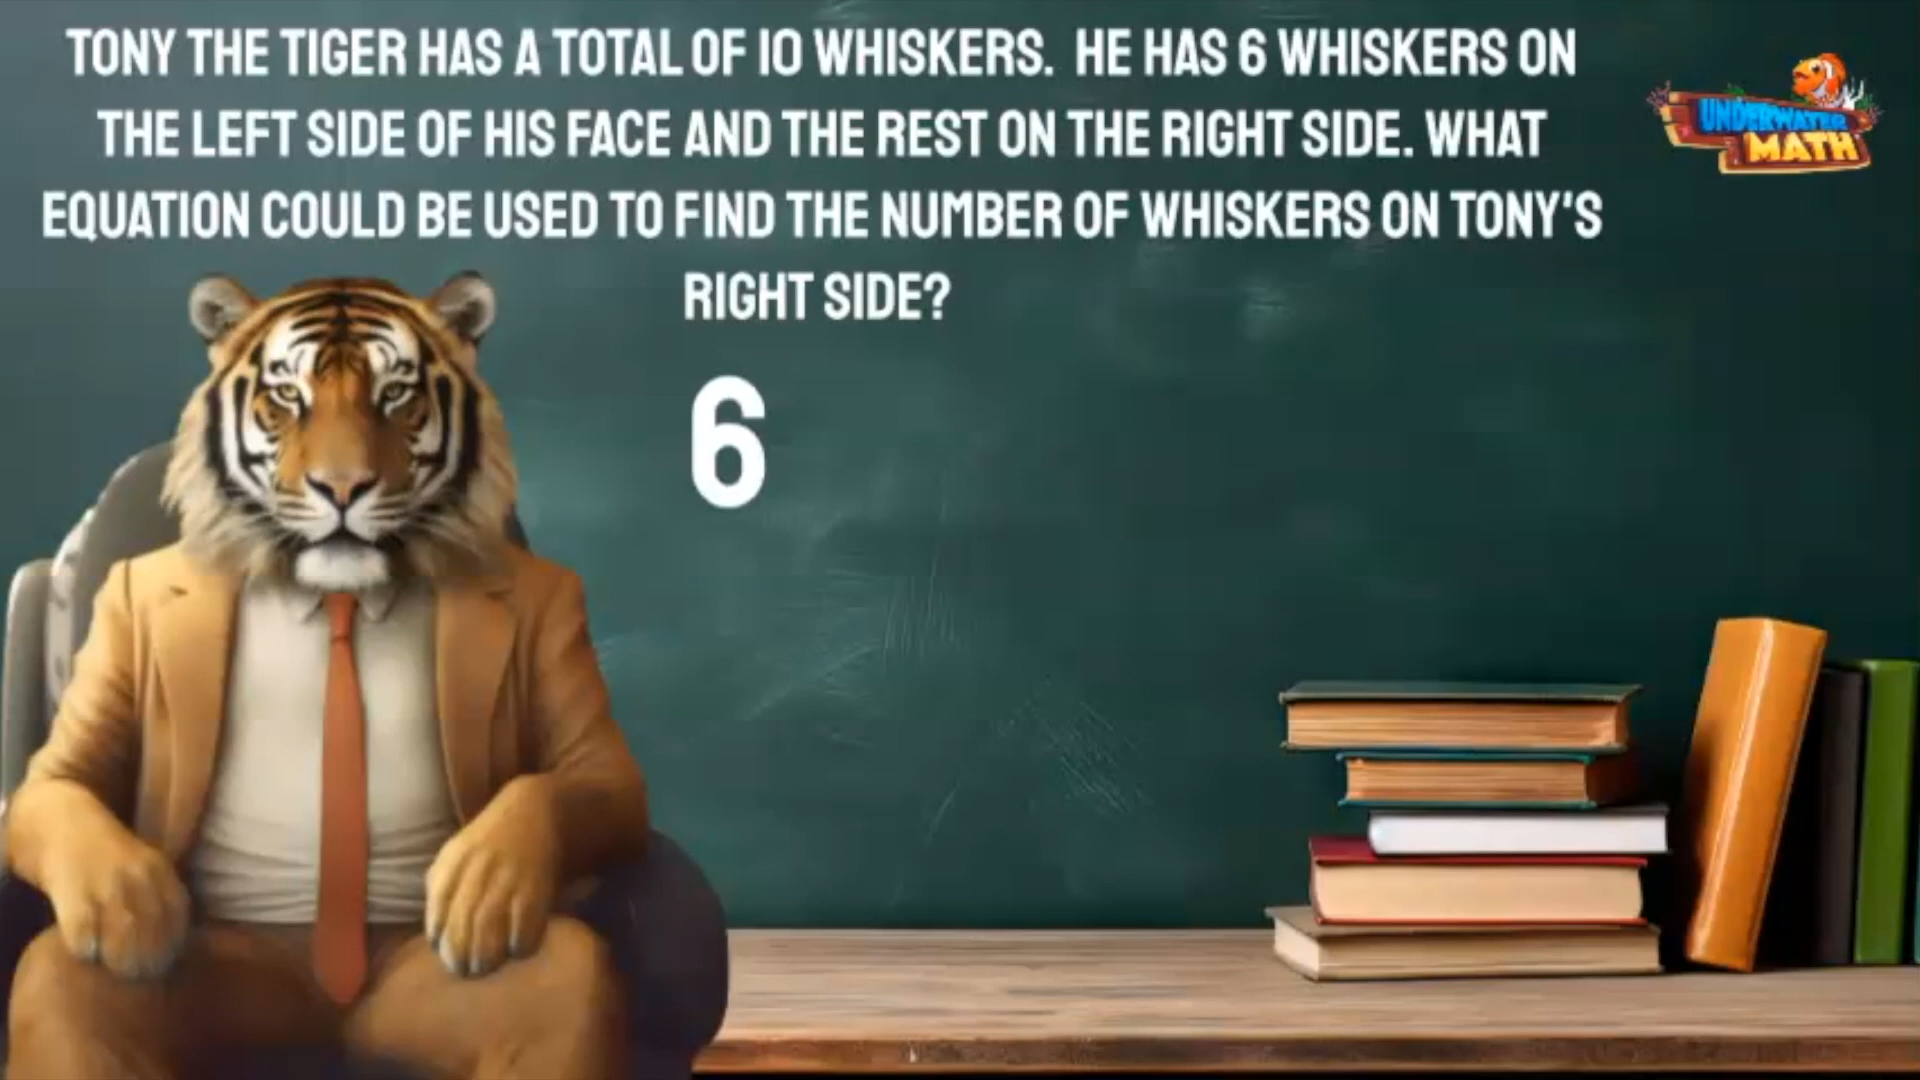 TONY THE TIGER HAS A TOTAL OF 10 WHISKERS. HE HAS 6 WHISKERS ON
THE LEFT SIDE OF HIS FACE AND THE REST ON THE RIGHT SIDE. WHAT
EQUATION COULD BE USED TO FIND THE NUMBER OF WHISKERS ON TONY'S
RIGHT SIDE?
6
UNDERWATER
MATH